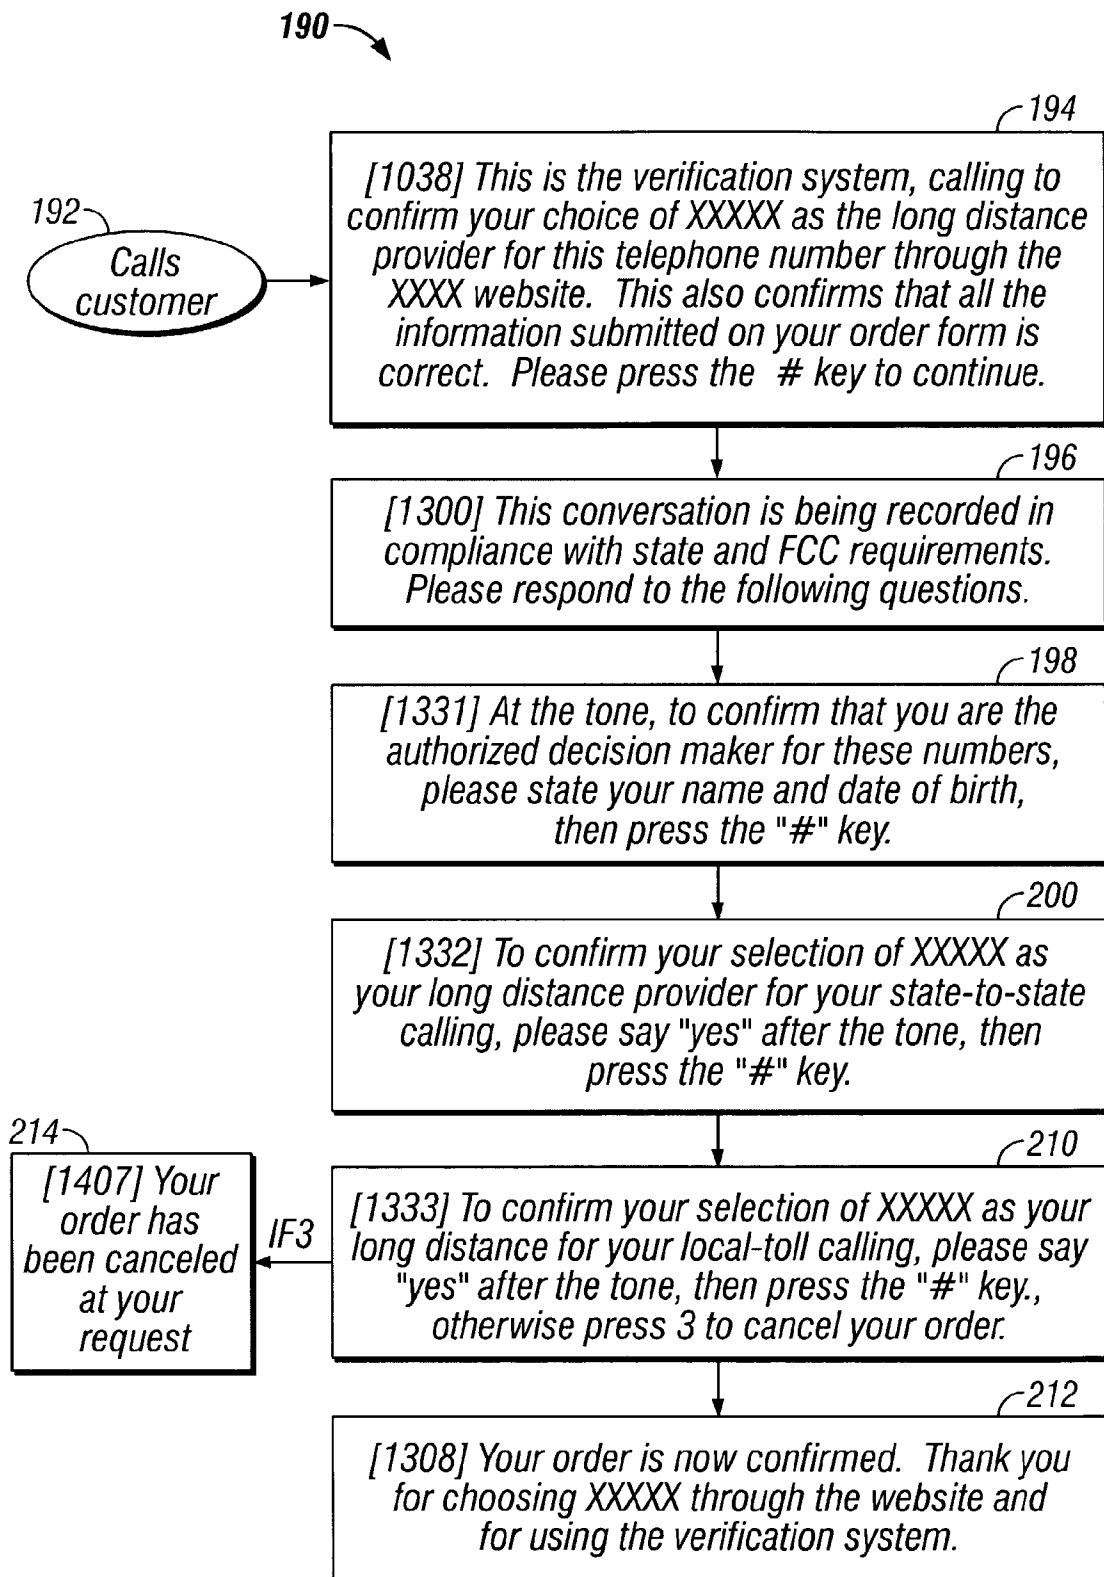 190
194
[1038] This is the verification system, calling to
confirm your choice of XXXXX as the long distance
provider for this telephone number through the
XXXX website. This also confirms that all the
information submitted on your order form is
correct. Please press the # key to continue.
192
Calls
customer
196
[1300] This conversation is being recorded in
compliance with state and FCC requirements.
Please respond to the following questions.
198
[1331] At the tone, to confirm that you are the
authorized decision maker for these numbers,
please state your name and date of birth,
then press the "#" key.
200
[1332] To confirm your selection of XXXXX as
your long distance provider for your state-to-state
calling, please say "yes" after the tone, then
press the "#" key.
210
[1333] To confirm your selection of XXXXX as your
long distance for your local-toll calling, please say
"yes" after the tone, then press the "#" key.,
otherwise press 3 to cancel your order.
IF3
214
[1407] Your
order has
been canceled
at your
request
212
[1308] Your order is now confirmed. Thank you
for choosing XXXXX through the website and
for using the verification system.